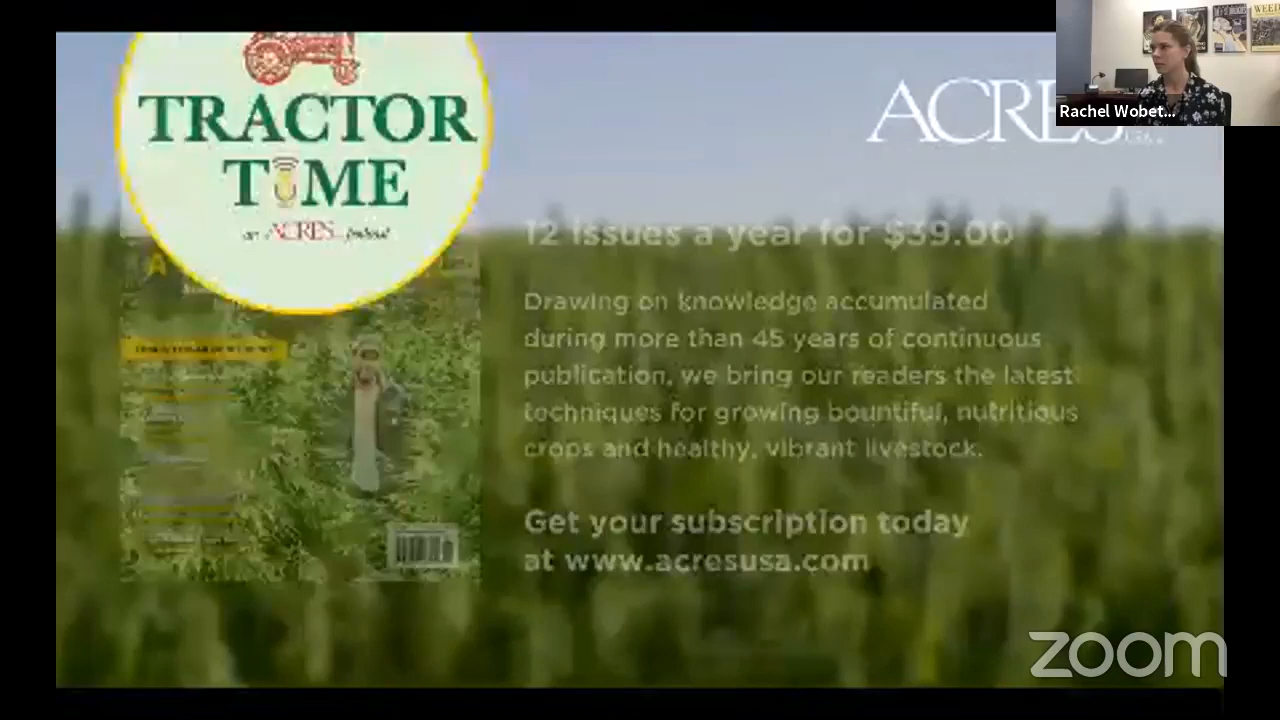 TRACTOR
TIME
an ACRES podcast
ACRES
U.S.A.
WEED
Rachel Wobet...
12 issues a year for $39.00
Drawing on knowledge accumulated
during more than 45 years of continuous
publication, we bring our readers the latest
techniques for growing bountiful, nutritious
crops and healthy, vibrant livestock.
Get your subscription today
at www.acresusa.com
zoom